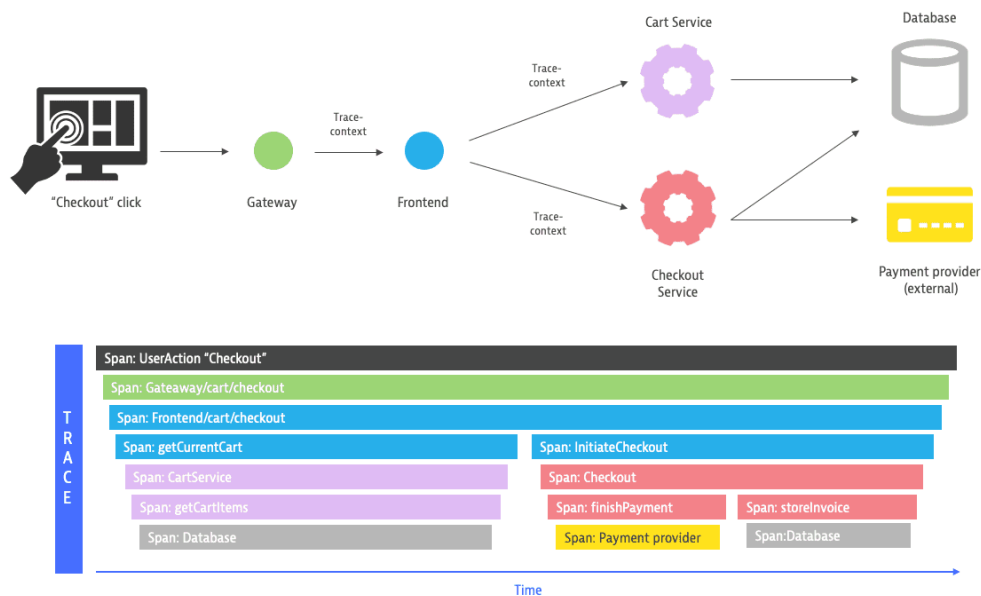 Cart Service
Database
Trace-
context
Trace-
context
"Checkout" click
Gateway
Frontend
Trace-
context
Checkout
Service
Payment provider
(external)
TRACE
Span: UserAction "Checkout"
Span: Gateaway/cart/checkout
Span: Frontend/cart/checkout
Span: getCurrentCart
Span: InitiateCheckout
Span: CartService
Span: Checkout
Span: getCartItems
Span: finishPayment
Span: storeInvoice
Span: Database
Span: Payment provider
Span:Database
Time